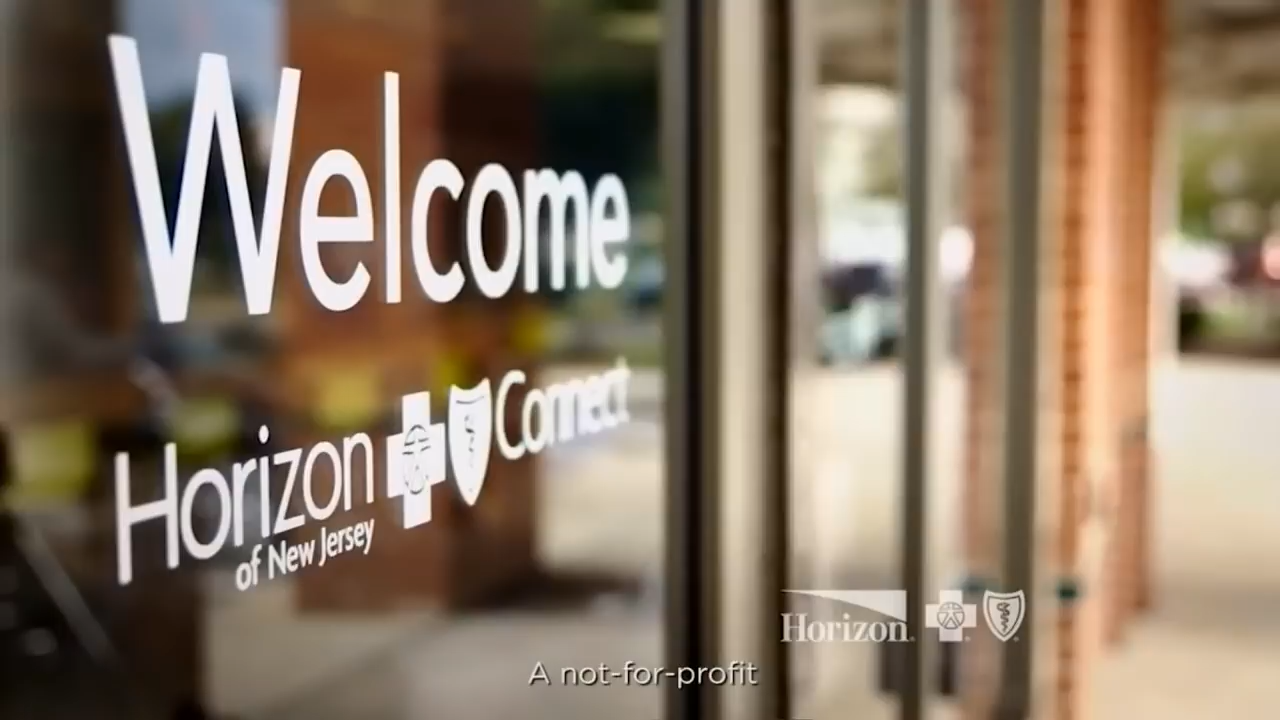 Welcome
Horizon Connect
of New Jersey
Horizon
A not-for-profit